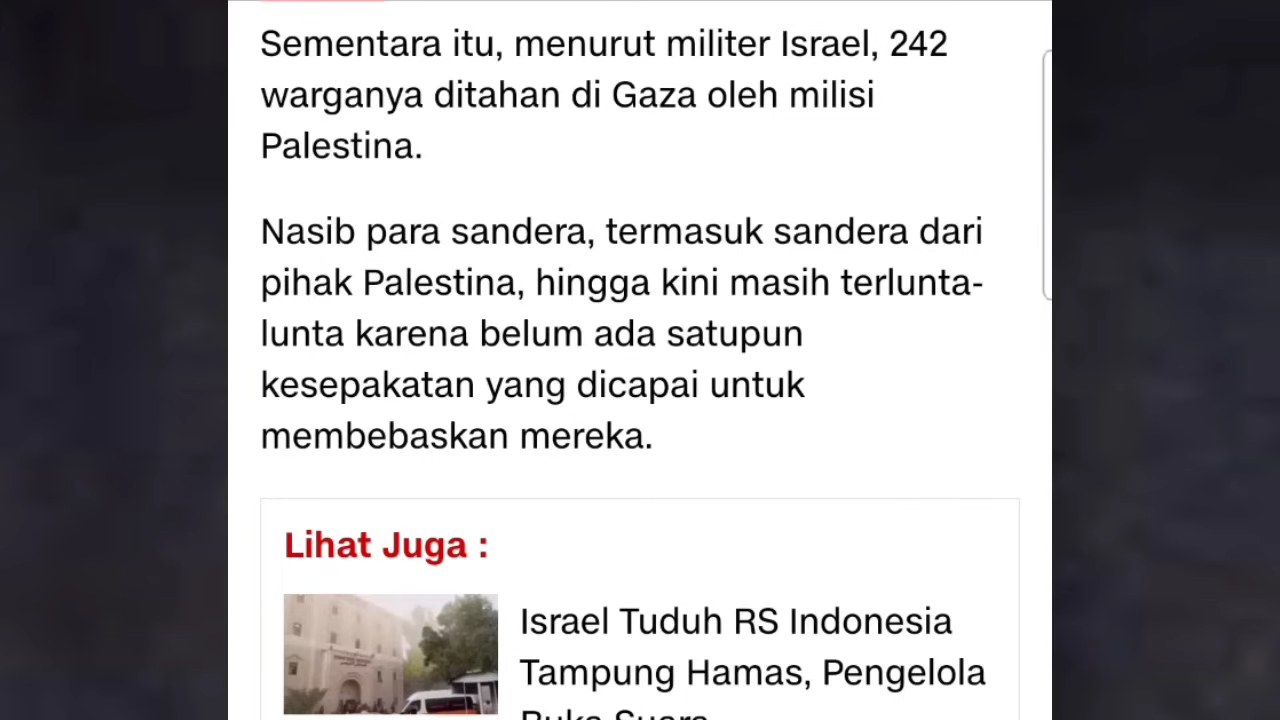 Sementara itu, menurut militer Israel, 242
warganya ditahan di Gaza oleh milisi
Palestina.
Nasib para sandera, termasuk sandera dari
pihak Palestina, hingga kini masih terlunta-
lunta karena belum ada satupun
kesepakatan yang dicapai untuk
membebaskan mereka.
Lihat Juga :
Israel Tuduh RS Indonesia
Tampung Hamas, Pengelola
Buka Suara